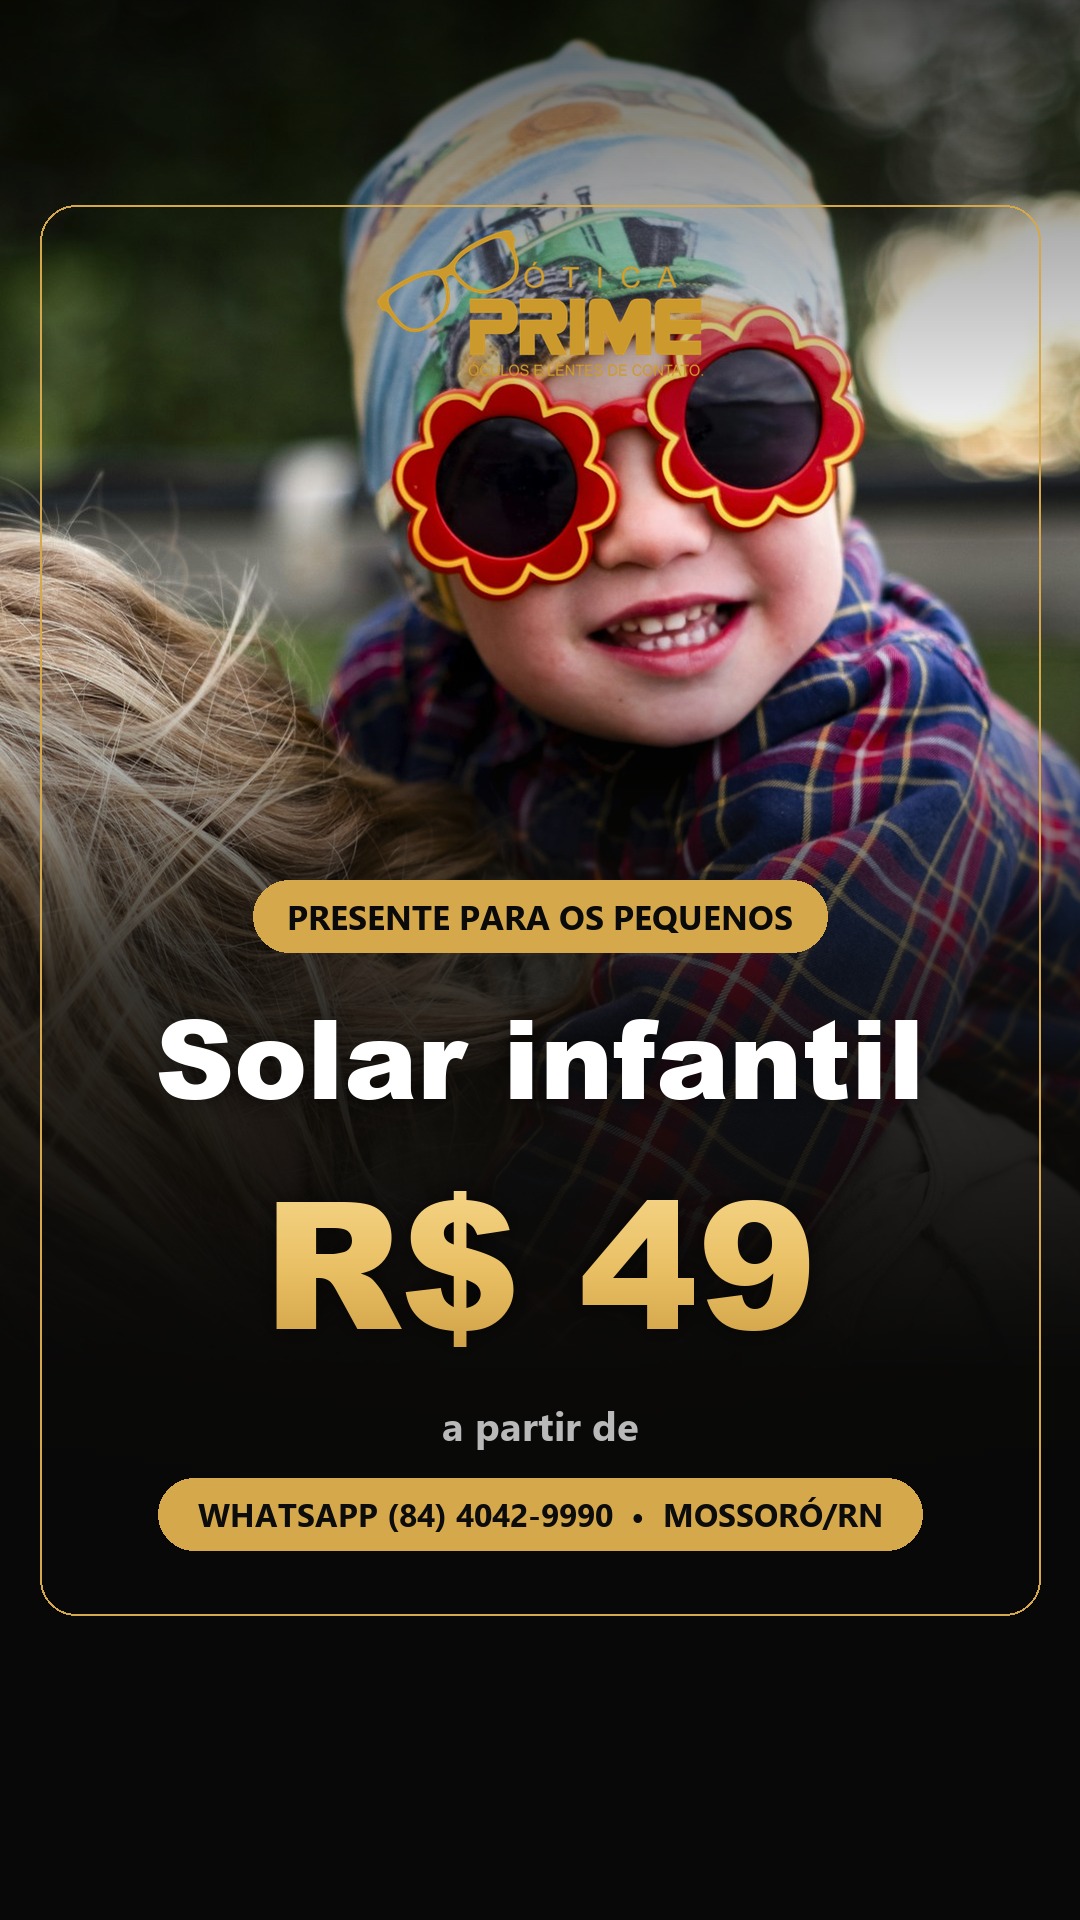 ÓTICA
PRIME
ÓCULOS E LENTES DE CONTATO.
PRESENTE PARA OS PEQUENOS
Solar infantil
R$ 49
a partir de
WHATSAPP (84) 4042-9990 • MOSSORÓ/RN